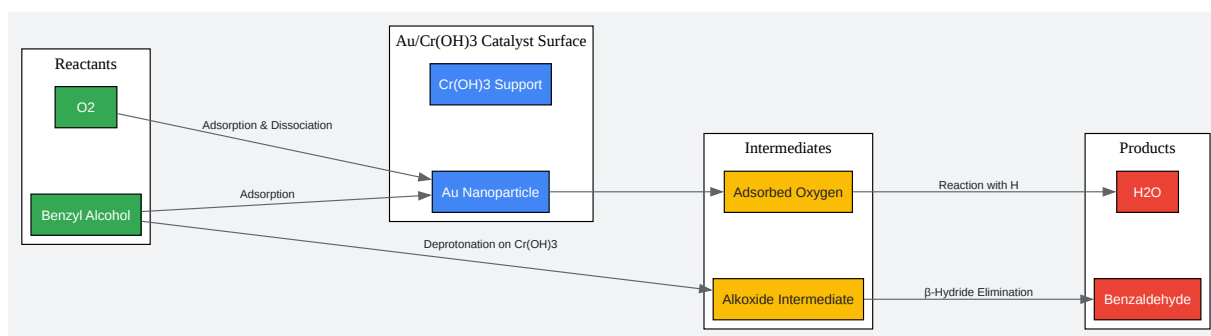 Reactants
O2
Benzyl Alcohol
Adsorption & Dissociation
Adsorption
Deprotonation on Cr(OH)3
Au/Cr(OH)3 Catalyst Surface
Cr(OH)3 Support
Au Nanoparticle
Intermediates
Adsorbed Oxygen
Alkoxide Intermediate
Reaction with H
β-Hydride Elimination
Products
H2O
Benzaldehyde